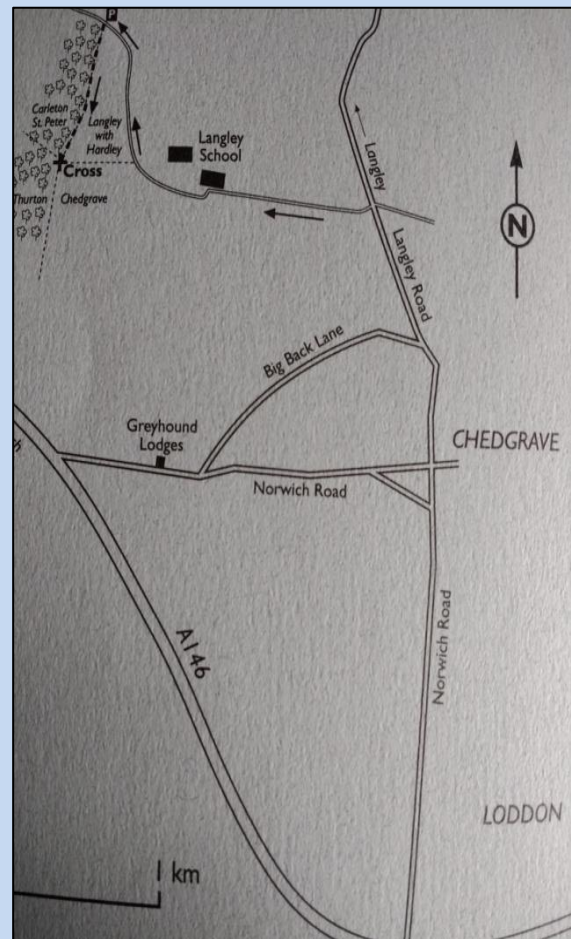 P
Carleton
St. Peter
Langley
with
Hardley
Langley
School
Cross
Thurton
Chedgrave
Langley
Langley Road
N
Big Back Lane
Greyhound
Lodges
CHEDGRAVE
Norwich Road
A146
Norwich Road
LODDON
1 km